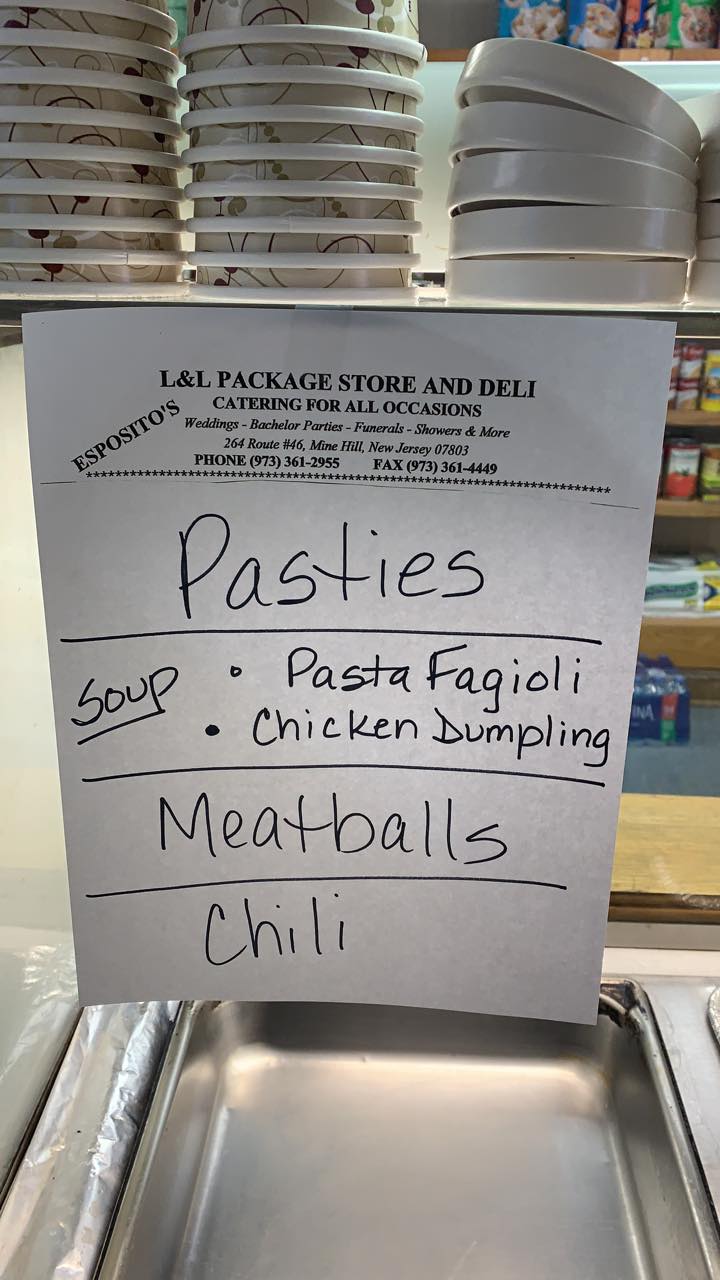 L&L PACKAGE STORE AND DELI
CATERING FOR ALL OCCASIONS
ESPOSITO'S
Weddings - Bachelor Parties - Funerals - Showers & More
264 Route #46, Mine Hill, New Jersey 07803
PHONE (973) 361-2955 FAX (973) 361-4449
******************************************************************************
Pasties
Soup • Pasta Fagioli
• Chicken Dumpling
Meatballs
Chili